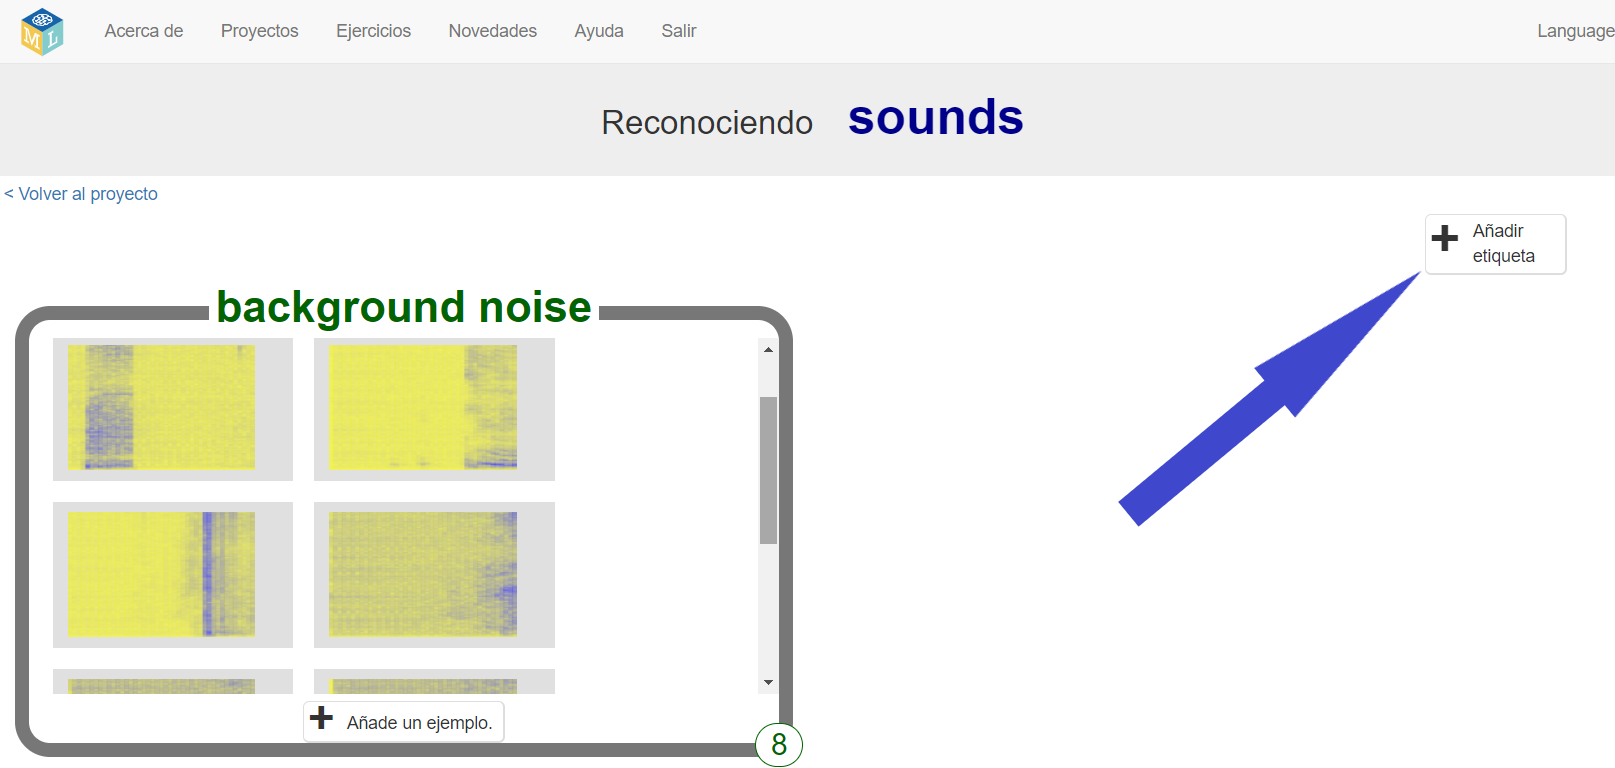 ML
Acerca de Proyectos Ejercicios Novedades Ayuda Salir Language
Reconociendo sounds
< Volver al proyecto
Añadir
etiqueta
background noise
Añade un ejemplo.
8